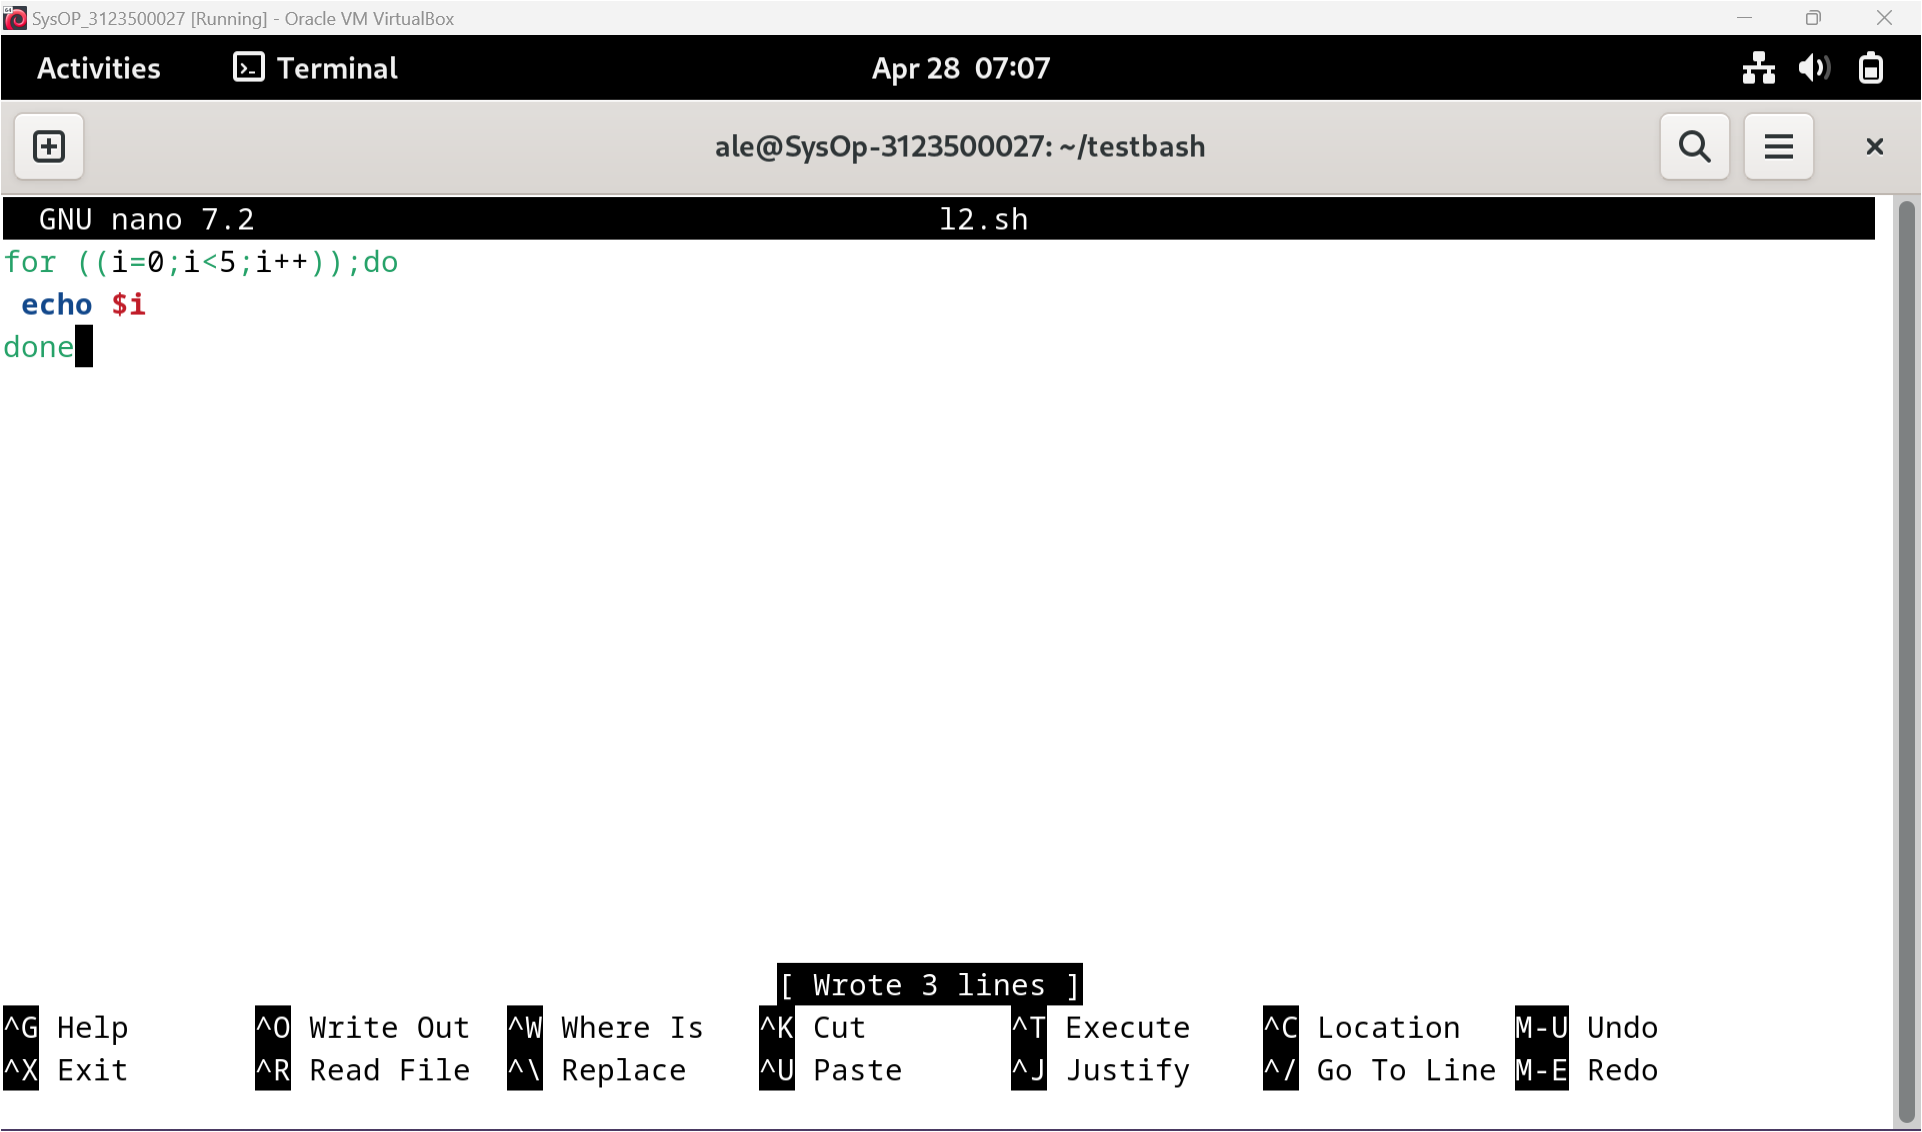 SysOP_3123500027 [Running] - Oracle VM VirtualBox
Activities Terminal Apr 28 07:07
ale@SysOp-3123500027: ~/testbash
GNU nano 7.2 l2.sh
for ((i=0;i<5;i++));do
 echo $i
done
[ Wrote 3 lines ]
^G Help ^O Write Out ^W Where Is ^K Cut ^T Execute ^C Location M-U Undo
^X Exit ^R Read File ^\ Replace ^U Paste ^J Justify ^/ Go To Line M-E Redo